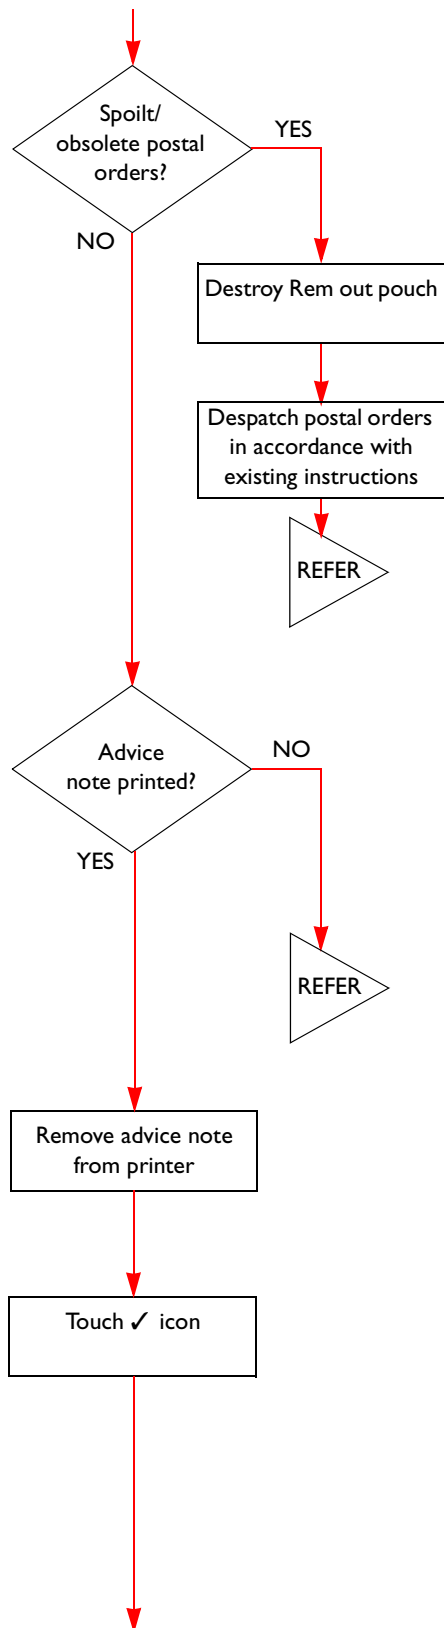 Spoilt/
obsolete postal
orders?
YES
NO
Destroy Rem out pouch
Despatch postal orders
in accordance with
existing instructions
REFER
Advice
note printed?
NO
YES
REFER
Remove advice note
from printer
Touch ✓ icon